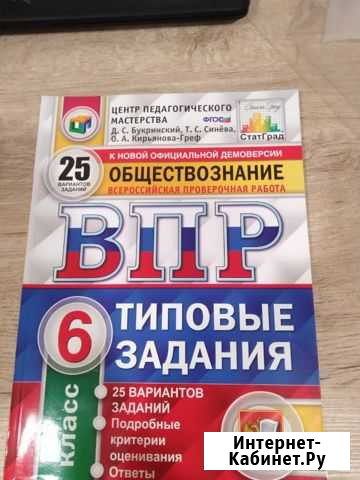 ЦЕНТР ПЕДАГОГИЧЕСКОГО
МАСТЕРСТВА
ФГОС
Д. С. Букринский, Т. С. Синёва,
О. А. Кирьянова-Греф
СтатГрад
К НОВОЙ ОФИЦИАЛЬНОЙ ДЕМОВЕРСИИ
25
ВАРИАНТОВ
ЗАДАНИЙ
ОБЩЕСТВОЗНАНИЕ
ВСЕРОССИЙСКАЯ ПРОВЕРОЧНАЯ РАБОТА
ВПР
6
класс
ТИПОВЫЕ
ЗАДАНИЯ
25 ВАРИАНТОВ
ЗАДАНИЙ
Подробные
критерии
оценивания
Ответы
Интернет-
Кабинет.Ру